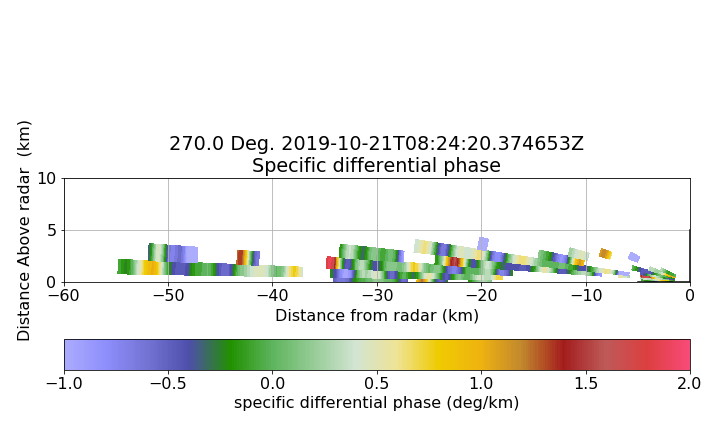 270.0 Deg. 2019-10-21T08:24:20.374653Z
Specific differential phase
Distance Above radar  (km)
10
5
0
−60 −50 −40 −30 −20 −10 0
Distance from radar (km)
−1.0 −0.5 0.0 0.5 1.0 1.5 2.0
specific differential phase (deg/km)